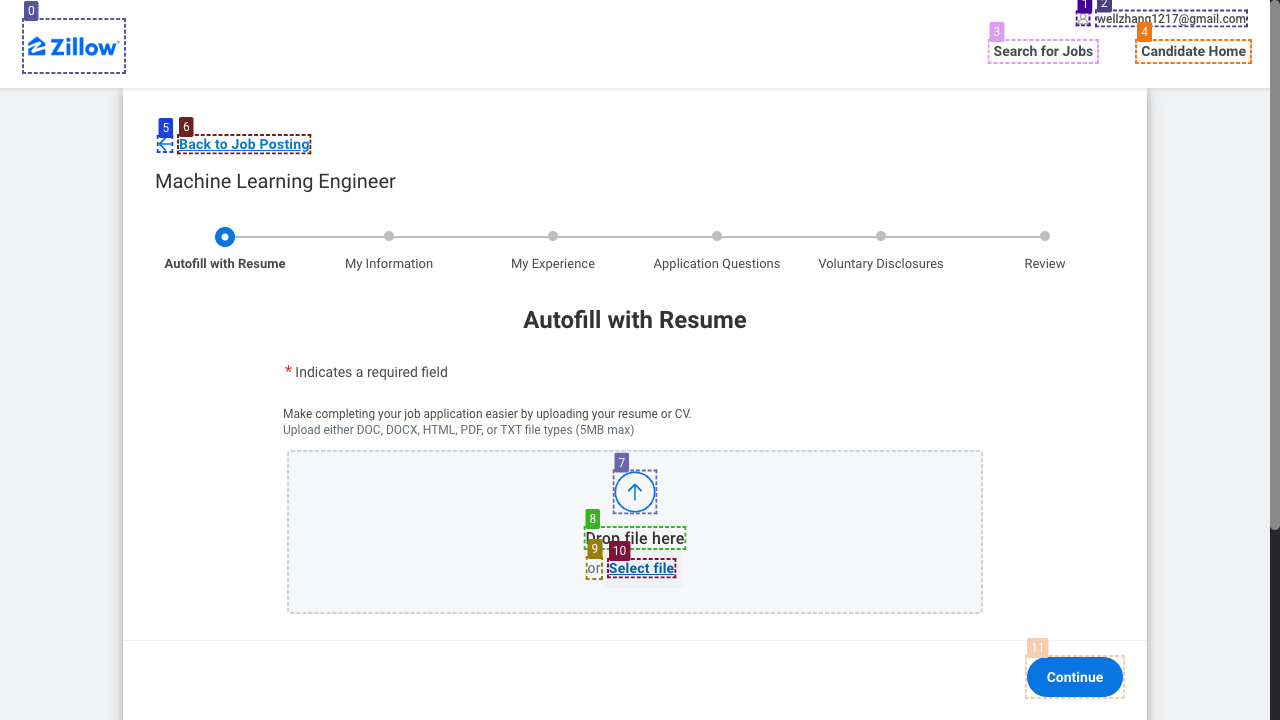 0
1
2
wellzhang1217@gmail.com
Zillow
3
4
Search for Jobs
Candidate Home
5
6
Back to Job Posting
Machine Learning Engineer
Autofill with Resume
My Information
My Experience
Application Questions
Voluntary Disclosures
Review
Autofill with Resume
* Indicates a required field
Make completing your job application easier by uploading your resume or CV.
Upload either DOC, DOCX, HTML, PDF, or TXT file types (5MB max)
7
8
Drop file here
9
10
or Select file
11
Continue